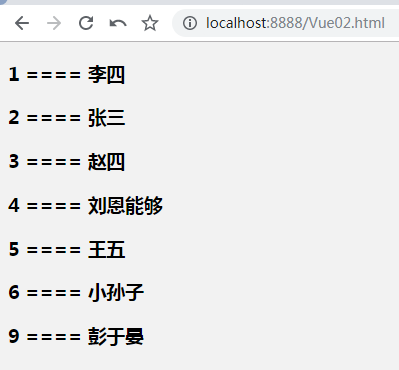 localhost:8888/Vue02.html
1 ==== 李四
2 ==== 张三
3 ==== 赵四
4 ==== 刘恩能够
5 ==== 王五
6 ==== 小孙子
9 ==== 彭于晏